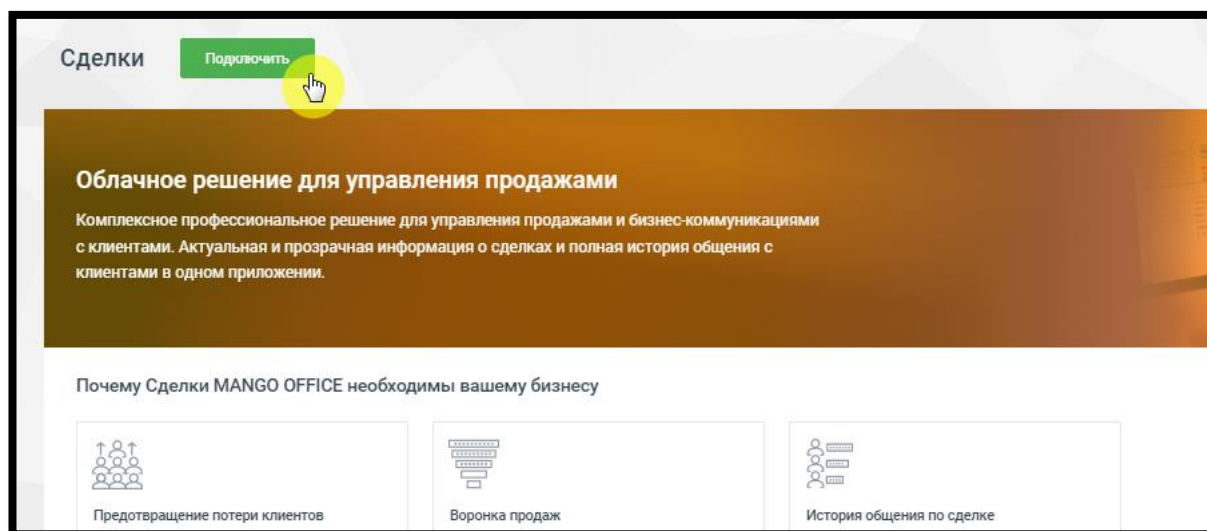 Сделки
Подключить
Облачное решение для управления продажами
Комплексное профессиональное решение для управления продажами и бизнес-коммуникациями
с клиентами. Актуальная и прозрачная информация о сделках и полная история общения с
клиентами в одном приложении.
Почему Сделки MANGO OFFICE необходимы вашему бизнесу
Предотвращение потери клиентов
Воронка продаж
История общения по сделке